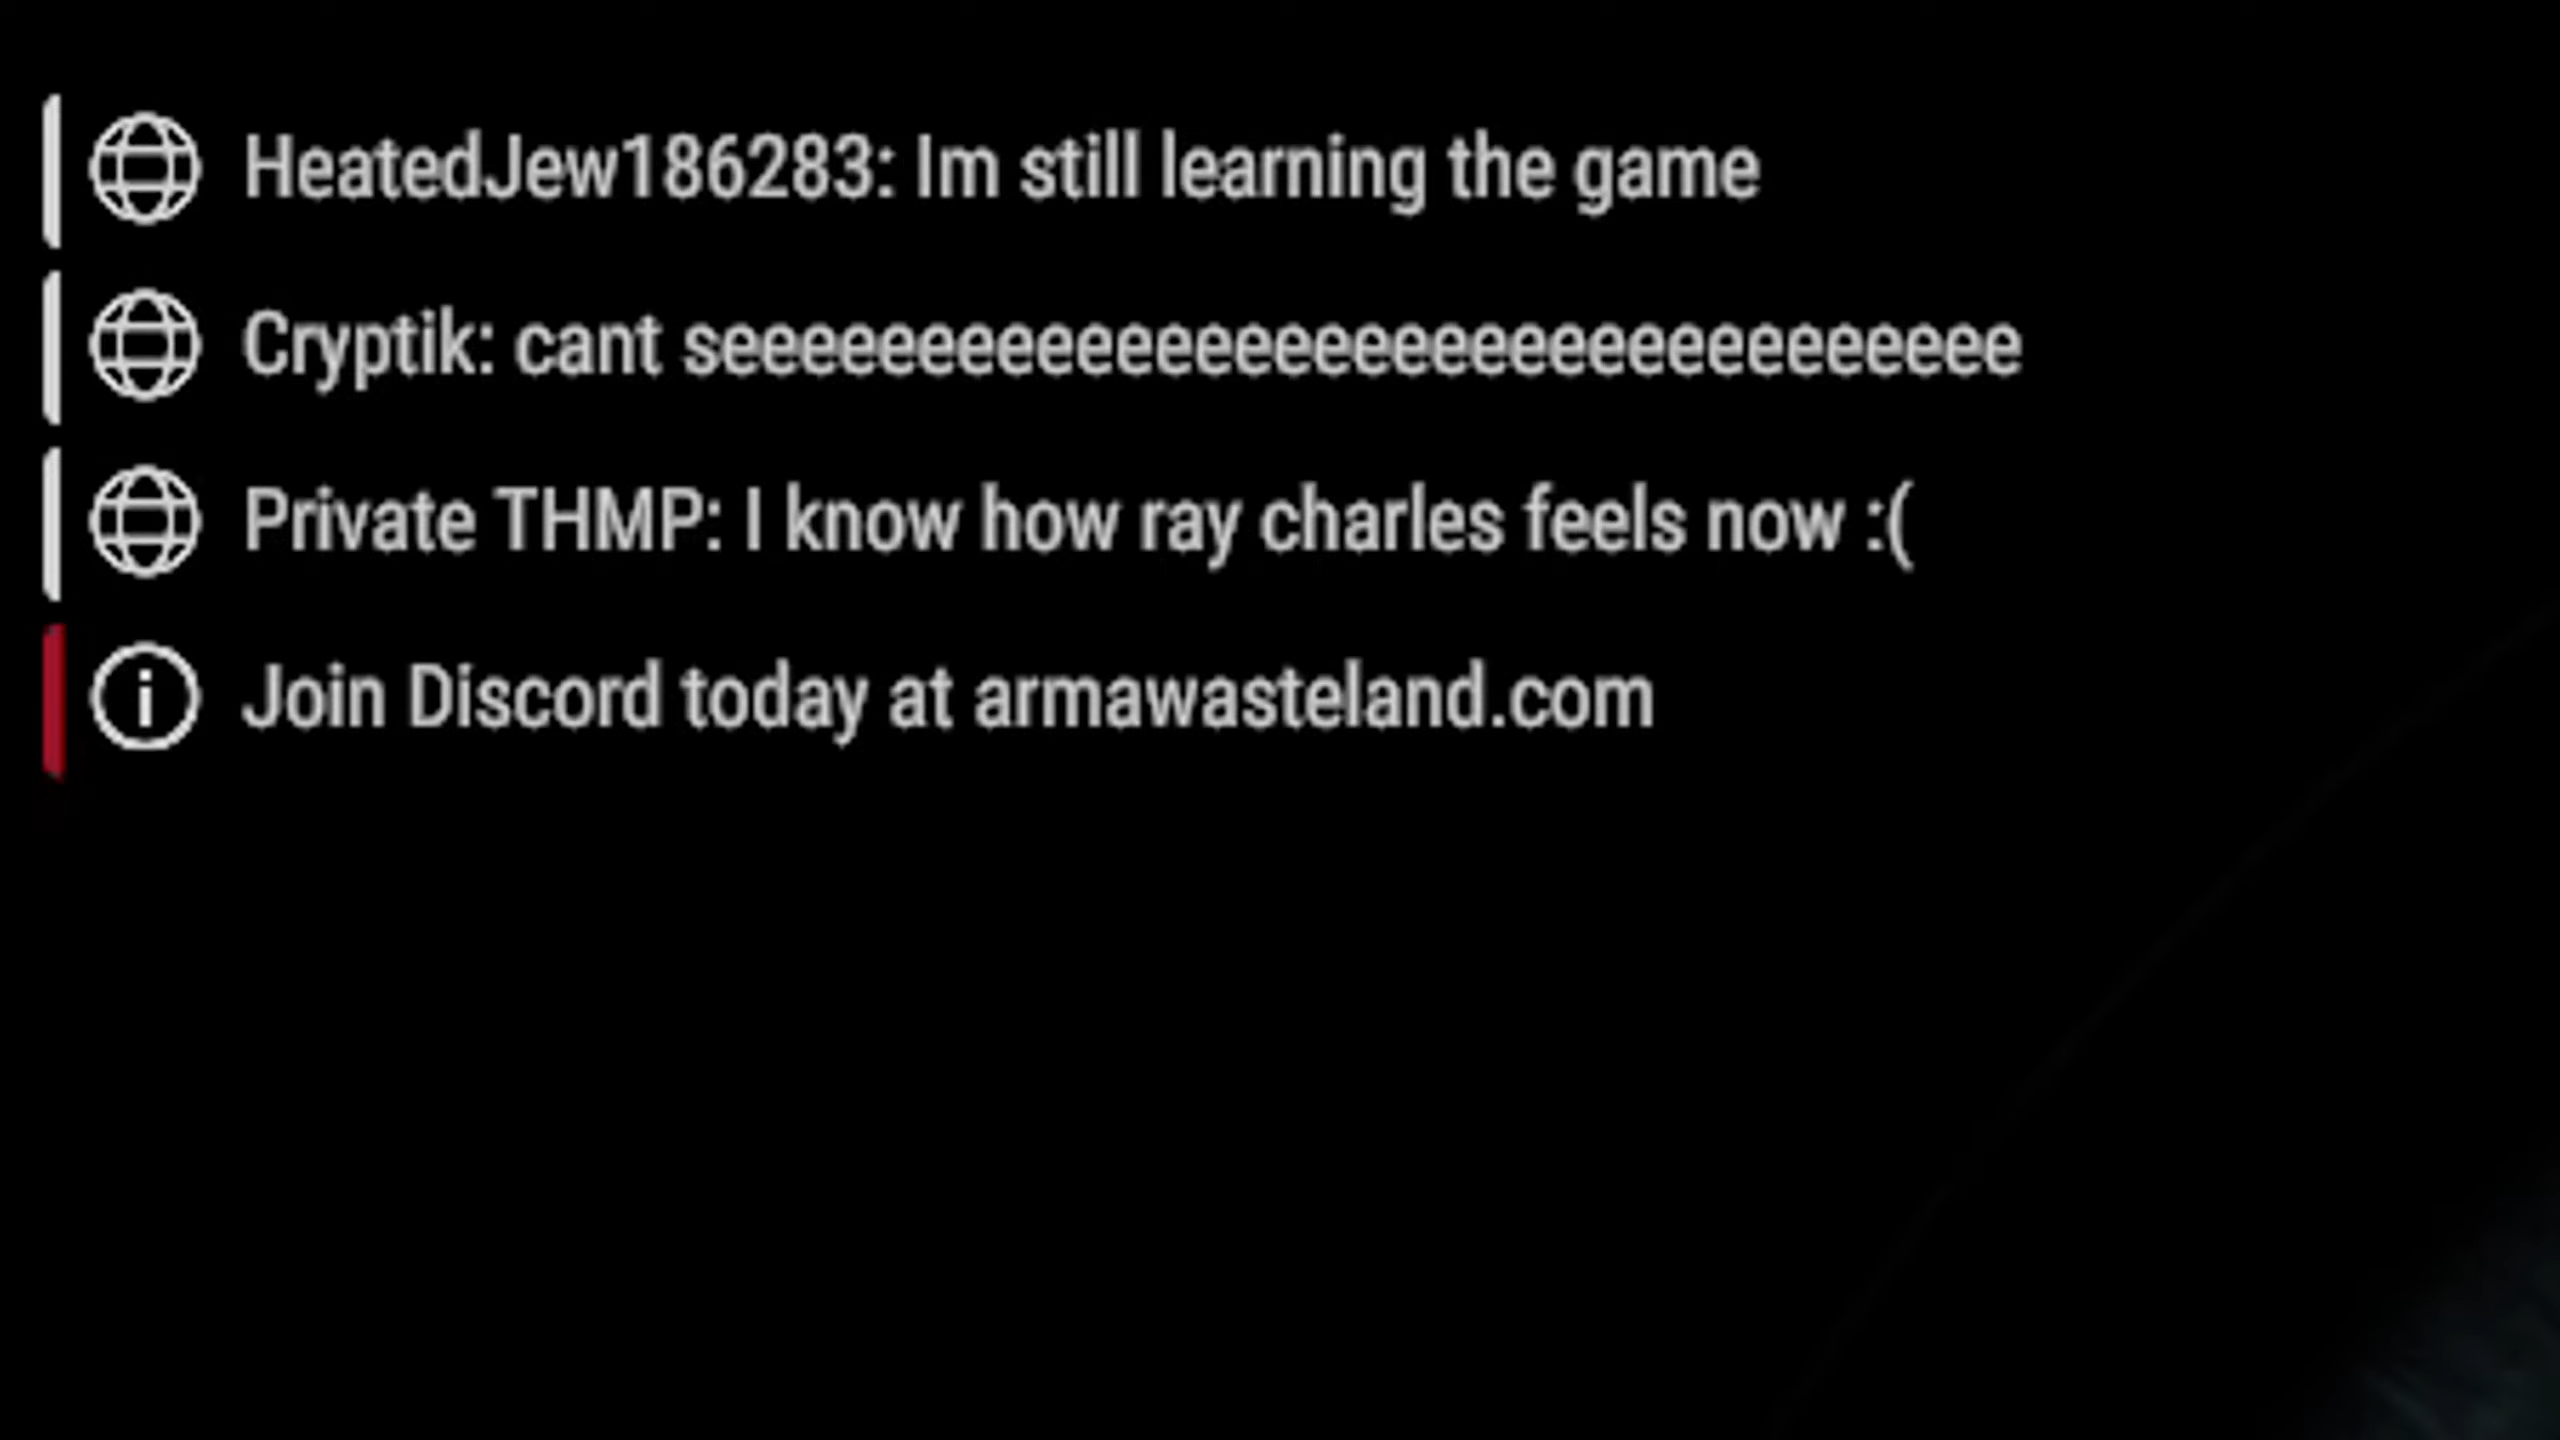 HeatedJew186283: Im still learning the game
Cryptik: cant seeeeeeeeeeeeeeeeeeeeeeeeeeeeeeeee
Private THMP: I know how ray charles feels now :(
Join Discord today at armawasteland.com